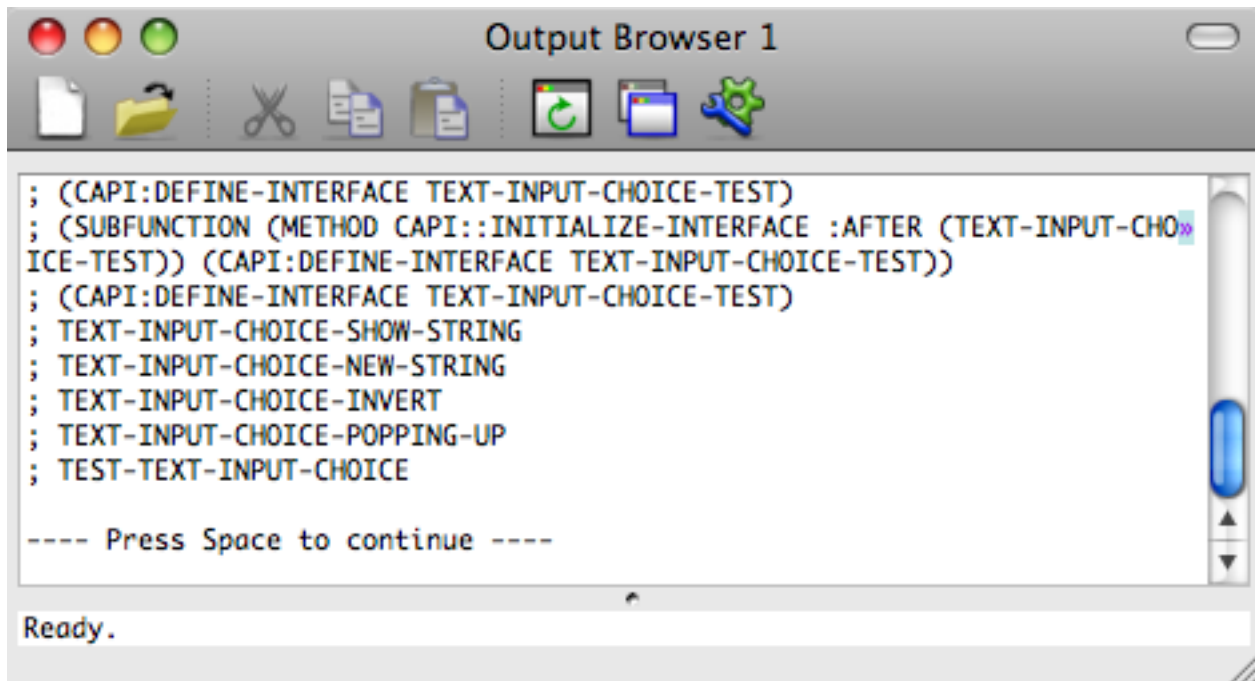 Output Browser 1
; (CAPI:DEFINE-INTERFACE TEXT-INPUT-CHOICE-TEST)
; (SUBFUNCTION (METHOD CAPI::INITIALIZE-INTERFACE :AFTER (TEXT-INPUT-CHO»
ICE-TEST)) (CAPI:DEFINE-INTERFACE TEXT-INPUT-CHOICE-TEST))
; (CAPI:DEFINE-INTERFACE TEXT-INPUT-CHOICE-TEST)
; TEXT-INPUT-CHOICE-SHOW-STRING
; TEXT-INPUT-CHOICE-NEW-STRING
; TEXT-INPUT-CHOICE-INVERT
; TEXT-INPUT-CHOICE-POPPING-UP
; TEST-TEXT-INPUT-CHOICE
---- Press Space to continue ----
Ready.